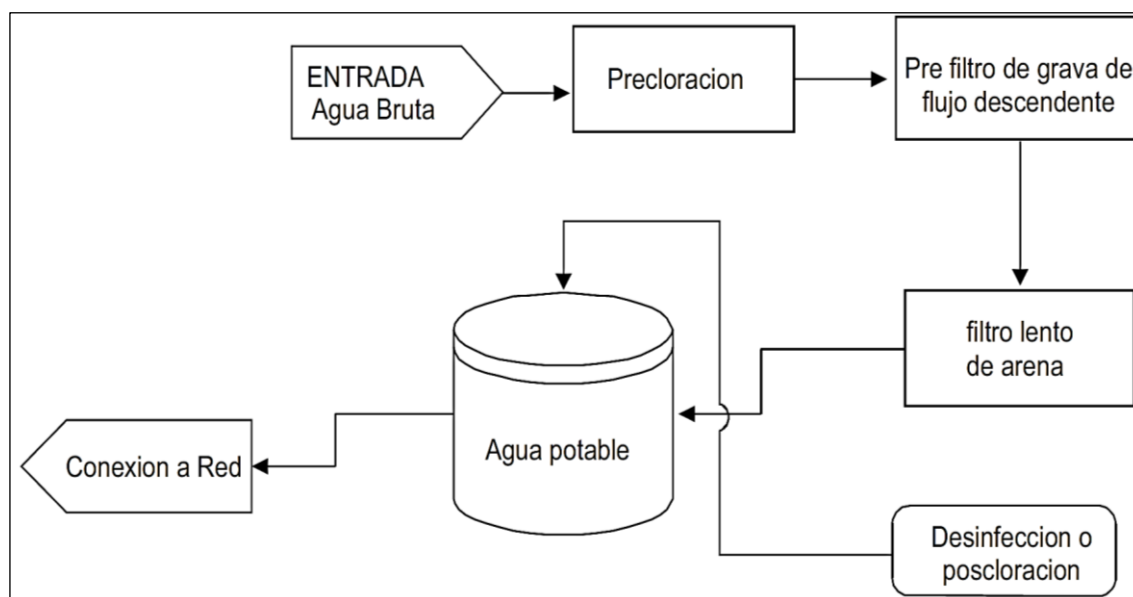 ENTRADA
Agua Bruta
Precloracion
Pre filtro de grava de
flujo descendente
filtro lento
de arena
Agua potable
Conexion a Red
Desinfeccion o
poscloracion